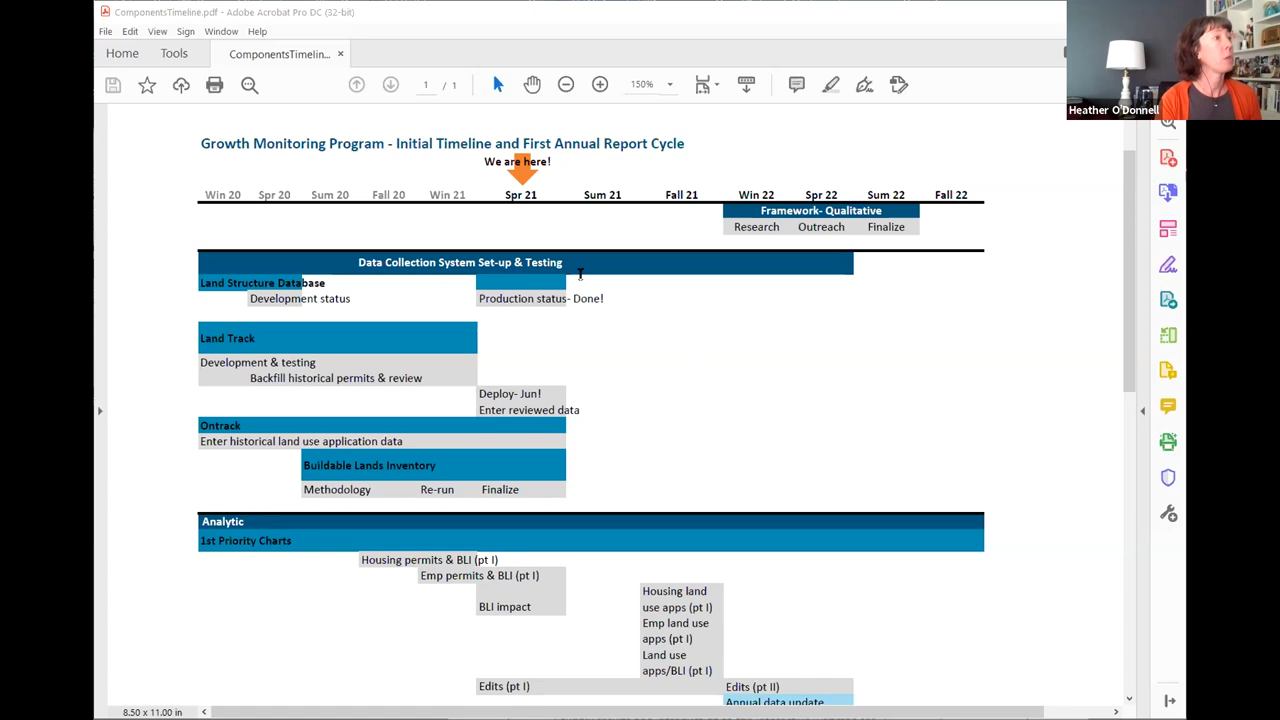 ComponentsTimeline.pdf - Adobe Acrobat Pro DC (32-bit)
File Edit View Sign Window Help
Home Tools ComponentsTimelin... ×
1 / 1 150%
Heather O'Donnell
Growth Monitoring Program - Initial Timeline and First Annual Report Cycle
We are here!
Win 20 Spr 20 Sum 20 Fall 20 Win 21 Spr 21 Sum 21 Fall 21 Win 22 Spr 22 Sum 22 Fall 22
Framework- Qualitative
Research Outreach Finalize
Data Collection System Set-up & Testing
Land Structure Database
Development status Production status- Done!
Land Track
Development & testing
Backfill historical permits & review
Deploy- Jun!
Enter reviewed data
Ontrack
Enter historical land use application data
Buildable Lands Inventory
Methodology Re-run Finalize
Analytic
1st Priority Charts
Housing permits & BLI (pt I)
Emp permits & BLI (pt I)
Housing land
use apps (pt I)
BLI impact
Emp land use
apps (pt I)
Land use
apps/BLI (pt I)
Edits (pt I) Edits (pt II)
Annual data update
8.50 x 11.00 in